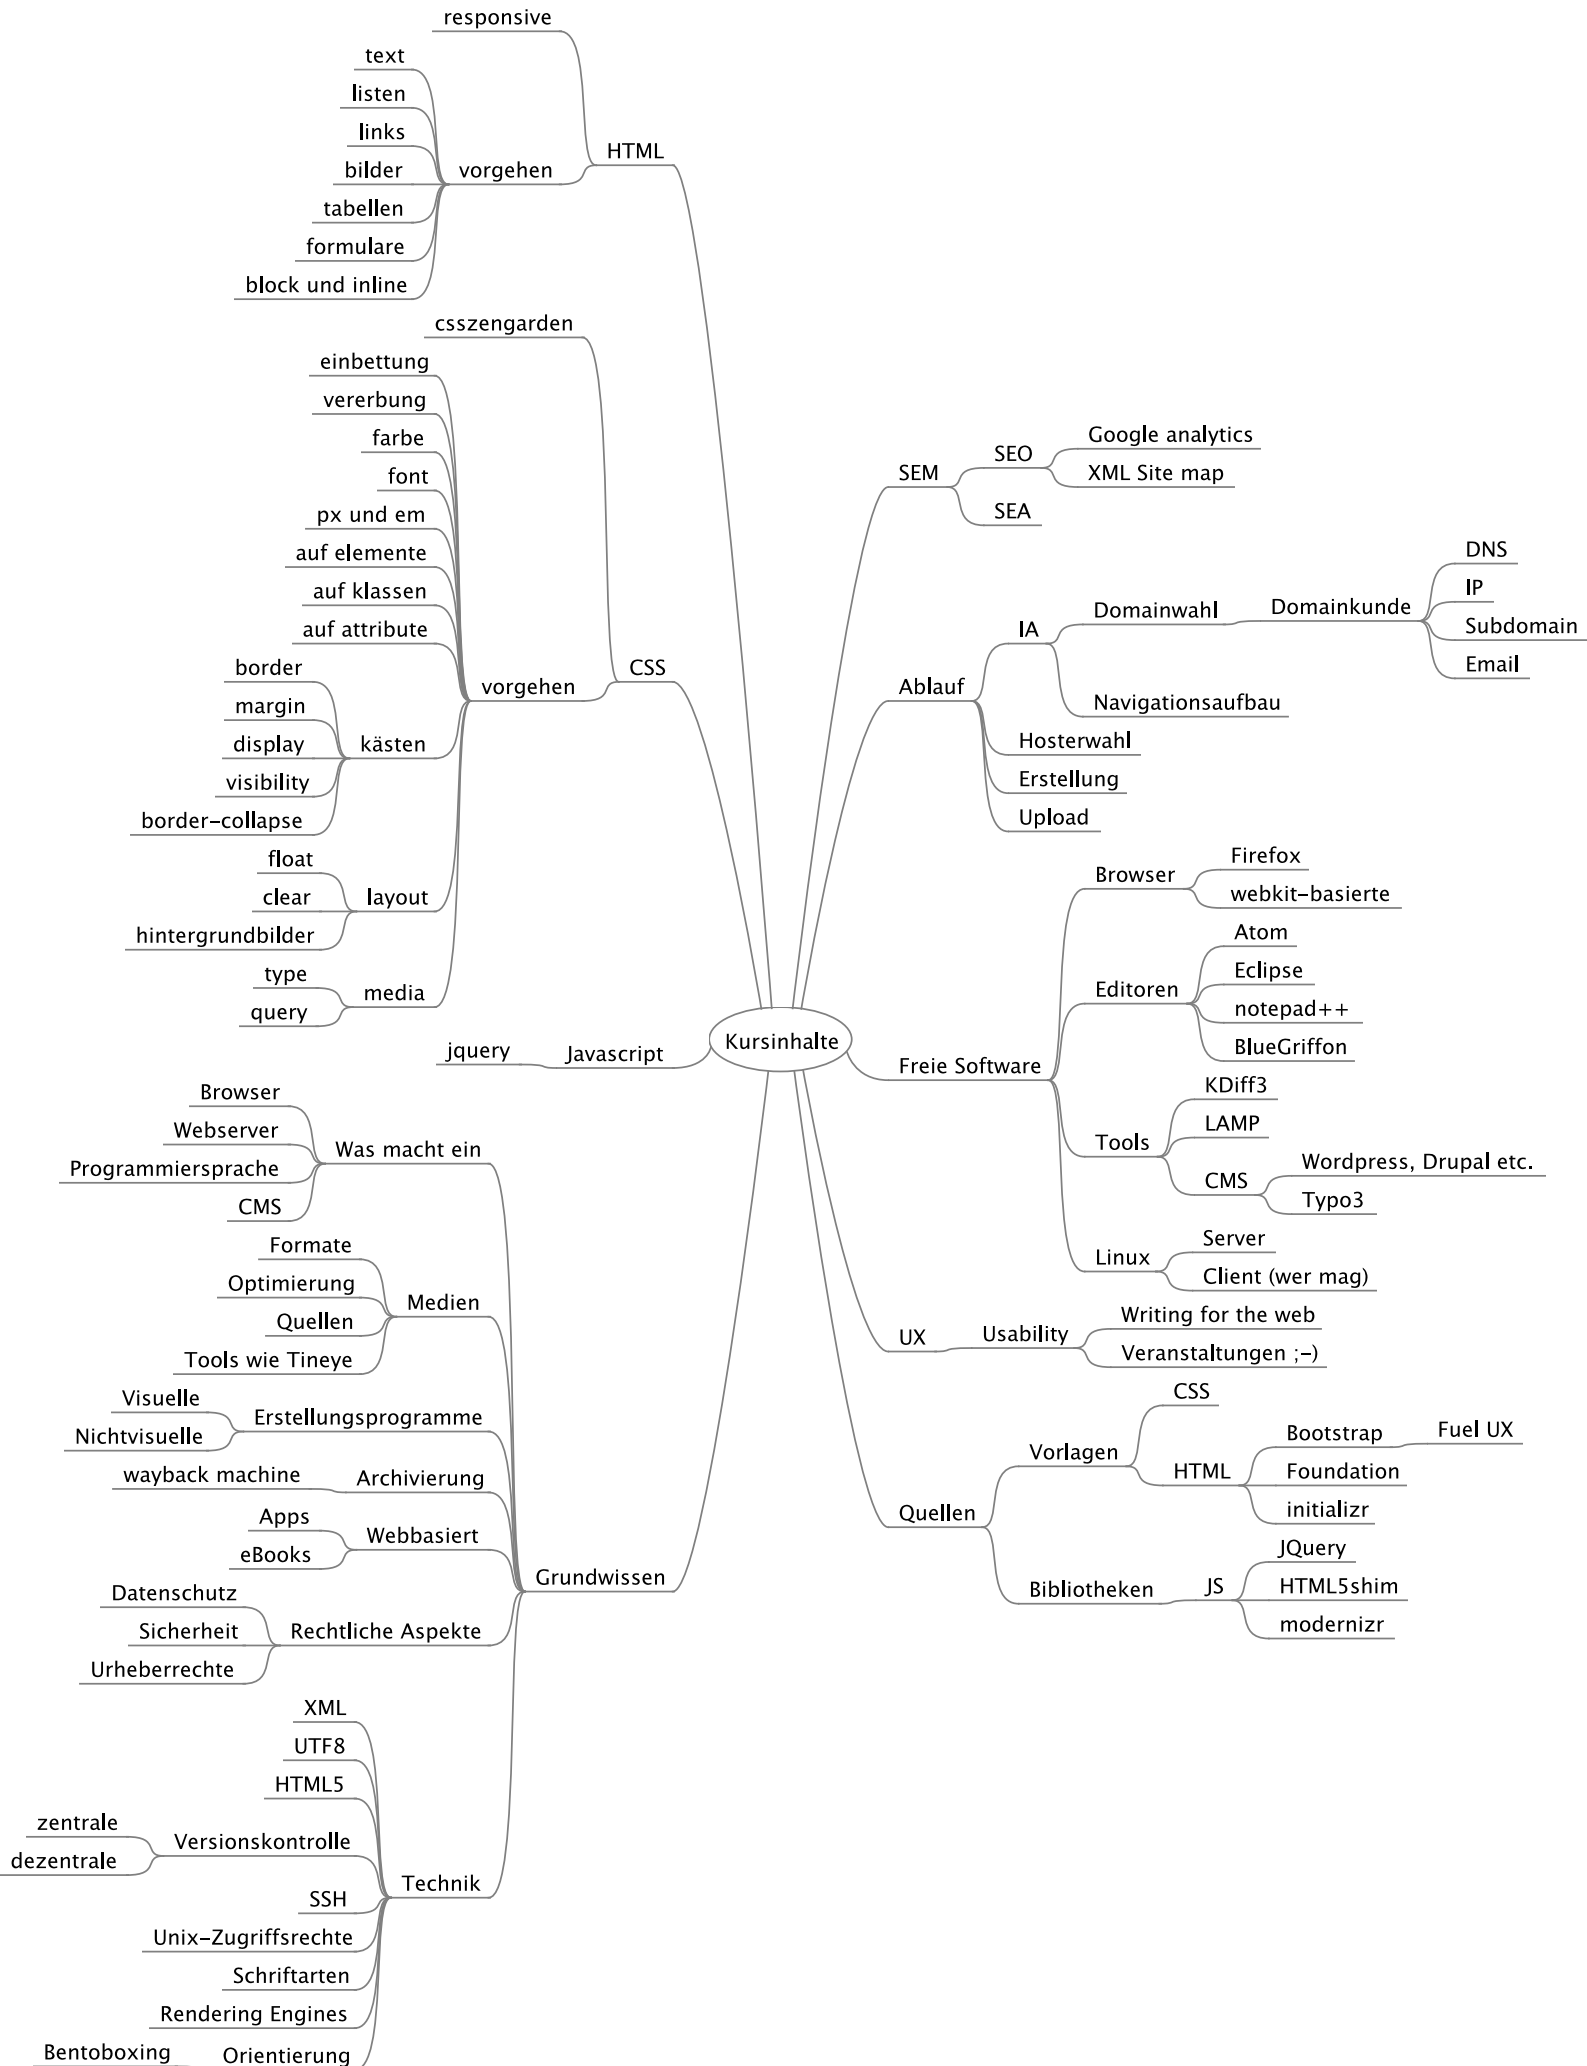 responsive
text
listen
links
bilder
tabellen
formulare
block und inline
vorgehen
HTML
csszengarden
einbettung
vererbung
farbe
font
px und em
auf elemente
auf klassen
auf attribute
border
margin
display
visibility
border-collapse
kästen
float
clear
hintergrundbilder
layout
type
query
media
vorgehen
CSS
jquery
Javascript
Browser
Webserver
Programmiersprache
CMS
Was macht ein
Formate
Optimierung
Quellen
Tools wie Tineye
Medien
Visuelle
Nichtvisuelle
Erstellungsprogramme
wayback machine
Archivierung
Apps
eBooks
Webbasiert
Datenschutz
Sicherheit
Urheberrechte
Rechtliche Aspekte
XML
UTF8
HTML5
zentrale
dezentrale
Versionskontrolle
SSH
Unix-Zugriffsrechte
Schriftarten
Rendering Engines
Bentoboxing
Orientierung
Technik
Grundwissen
Kursinhalte
SEM
SEO
Google analytics
XML Site map
SEA
Ablauf
IA
Domainwahl
Domainkunde
DNS
IP
Subdomain
Email
Navigationsaufbau
Hosterwahl
Erstellung
Upload
Freie Software
Browser
Firefox
webkit-basierte
Editoren
Atom
Eclipse
notepad++
BlueGriffon
Tools
KDiff3
LAMP
CMS
Wordpress, Drupal etc.
Typo3
Linux
Server
Client (wer mag)
UX
Usability
Writing for the web
Veranstaltungen ;-)
Quellen
Vorlagen
CSS
HTML
Bootstrap
Fuel UX
Foundation
initializr
Bibliotheken
JS
JQuery
HTML5shim
modernizr